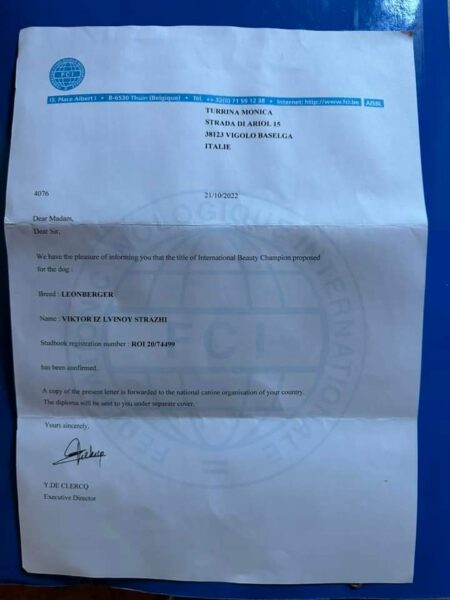 FCI
13, Place Albert I • B-6530 Thuin (Belgique) • Tél. ++32(0) 71 59 12 38 • Internet: http://www.fci.be AISBL
TURRINA MONICA
STRADA DI ARIOL 15
38123 VIGOLO BASELGA
ITALIE
4076 21/10/2022
Dear Madam,
Dear Sir,
We have the pleasure of informing you that the title of International Beauty Champion proposed
for the dog :
Breed : LEONBERGER
Name : VIKTOR IZ LVINOY STRAZHI
Studbook registration number : ROI 20/74499
has been confirmed.
A copy of the present letter is forwarded to the national canine organisation of your country.
The diploma will be sent to you under separate cover.
Yours sincerely,
Y.DE CLERCQ
Executive Director